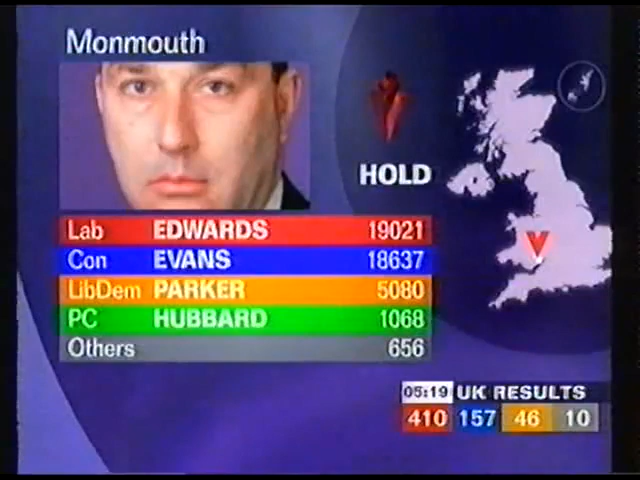 Monmouth
HOLD
Lab EDWARDS 19021
Con EVANS 18637
LibDem PARKER 5080
PC HUBBARD 1068
Others 656
05:19 UK RESULTS
410 157 46 10